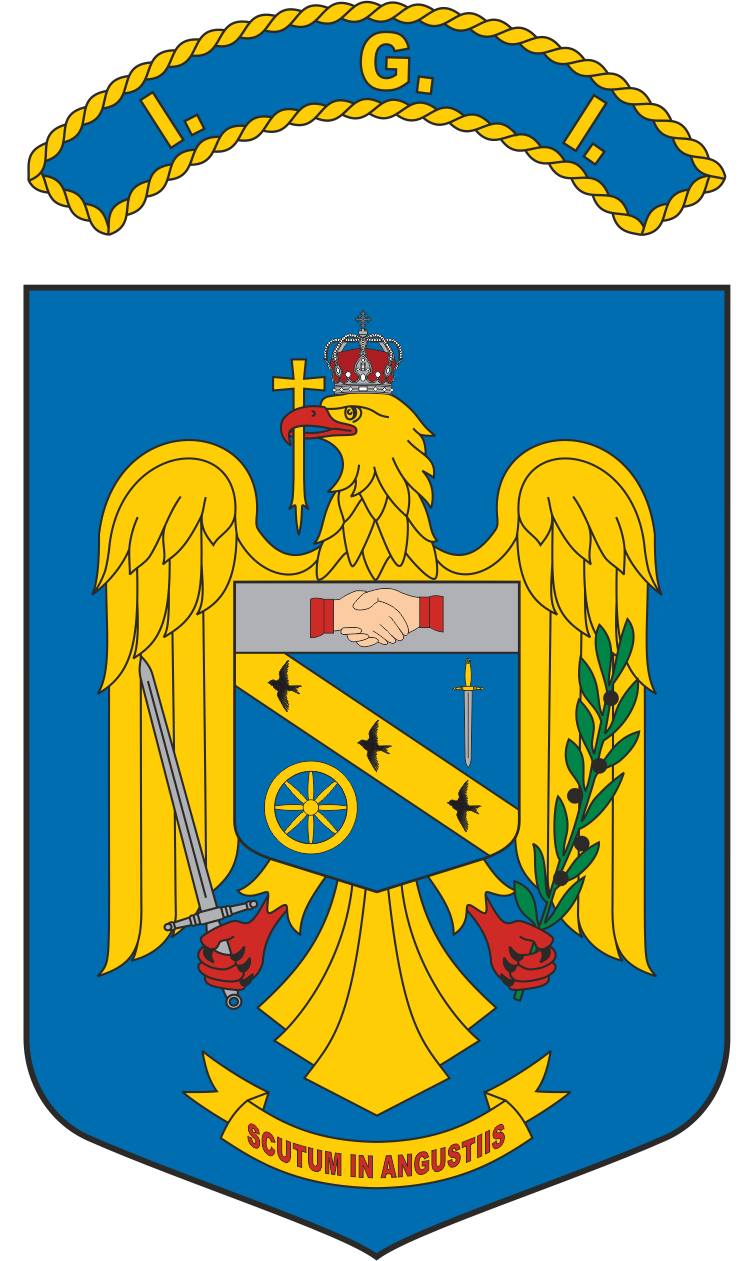 I. G. I.
SCUTUM IN ANGUSTIIS